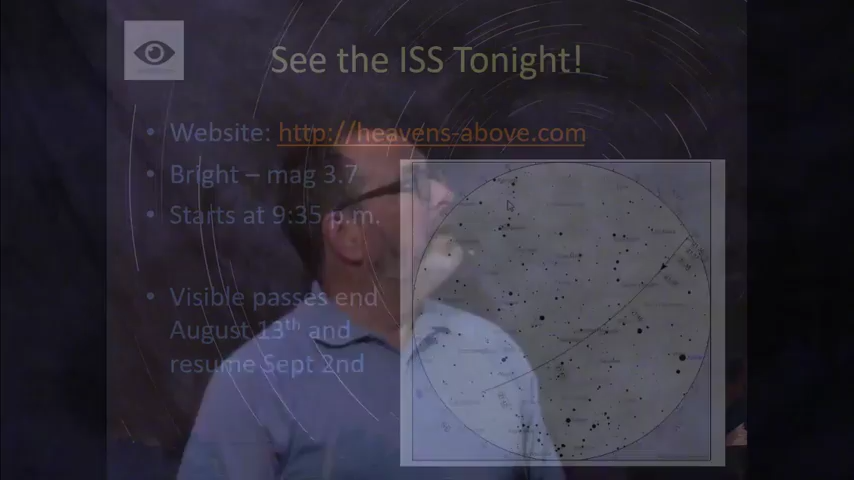 See the ISS Tonight!
• Website: http://heavens-above.com
• Bright – mag 3.7
• Starts at 9:35 p.m.
• Visible passes end
August 13th and
resume Sept 2nd